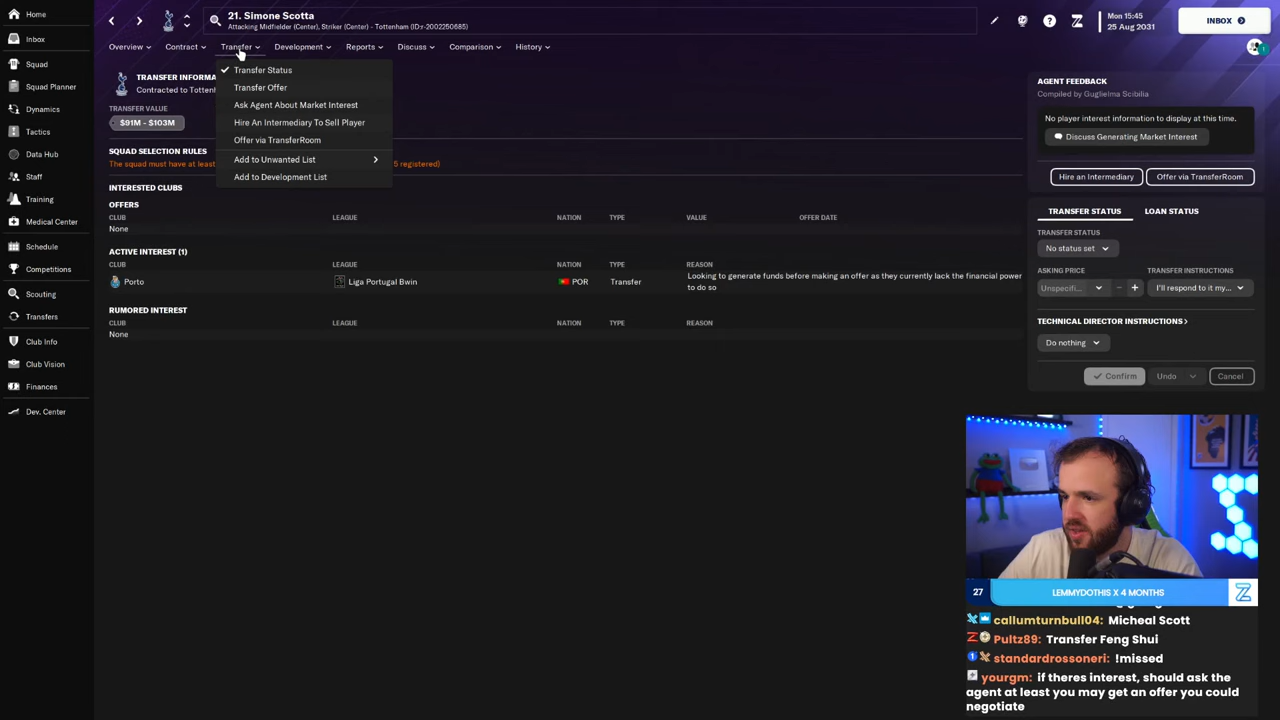 Home
Inbox
Squad
Squad Planner
Dynamics
Tactics
Data Hub
Staff
Training
Medical Center
Schedule
Competitions
Scouting
Transfers
Club Info
Club Vision
Finances
Dev. Center
21. Simone Scotta
Attacking Midfielder (Center), Striker (Center) - Tottenham (ID:r-2002250685)
Mon 15:45
25 Aug 2031
INBOX
1
Overview
Contract
Transfer
Development
Reports
Discuss
Comparison
History
Transfer Status
Transfer Offer
Ask Agent About Market Interest
Hire An Intermediary To Sell Player
Offer via TransferRoom
Add to Unwanted List
Add to Development List
TRANSFER INFORMA
Contracted to Totten
TRANSFER VALUE
$91M - $103M
SQUAD SELECTION RULES
The squad must have at least
5 registered)
INTERESTED CLUBS
OFFERS
CLUB LEAGUE NATION TYPE VALUE OFFER DATE
None
ACTIVE INTEREST (1)
CLUB LEAGUE NATION TYPE REASON
Porto Liga Portugal Bwin POR Transfer Looking to generate funds before making an offer as they currently lack the financial power
to do so
RUMORED INTEREST
CLUB LEAGUE NATION TYPE REASON
None
AGENT FEEDBACK
Compiled by Guglielma Scibilia
No player interest information to display at this time.
Discuss Generating Market Interest
Hire an Intermediary Offer via TransferRoom
TRANSFER STATUS LOAN STATUS
TRANSFER STATUS
No status set
ASKING PRICE TRANSFER INSTRUCTIONS
Unspecifi... − + I'll respond to it my...
TECHNICAL DIRECTOR INSTRUCTIONS >
Do nothing
Confirm Undo Cancel
27 LEMMYDOTHIS X 4 MONTHS
callumturnbull04: Micheal Scott
Pultz89: Transfer Feng Shui
standardrossoneri: !missed
yourgm: if theres interest, should ask the
agent at least you may get an offer you could
negotiate